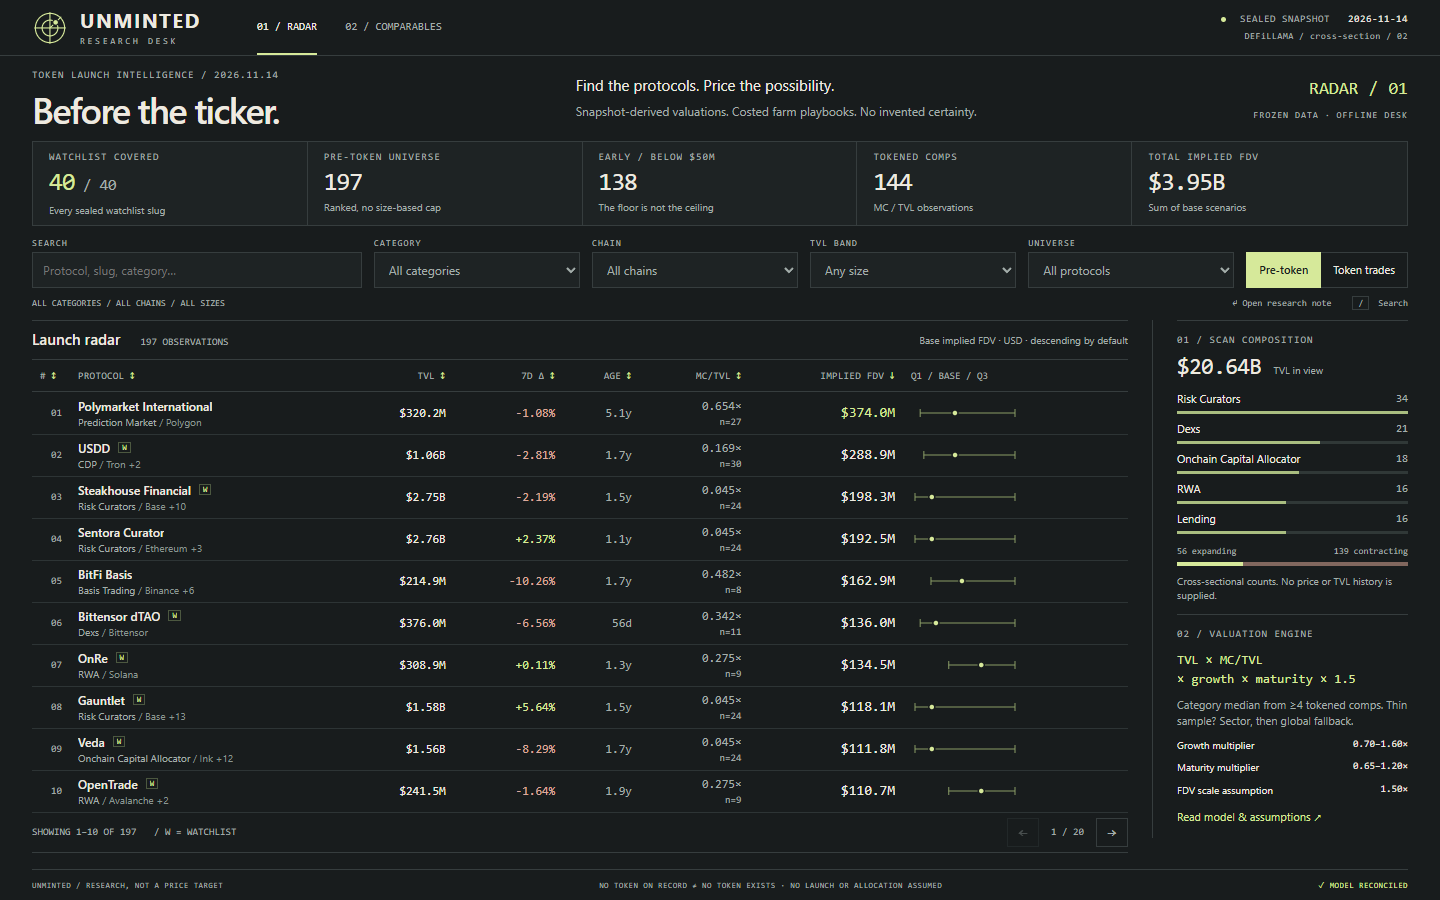 UNMINTED
RESEARCH DESK
01 / RADAR
02 / COMPARABLES
SEALED SNAPSHOT 2026-11-14
DEFiLLAMA / cross-section / 02
TOKEN LAUNCH INTELLIGENCE / 2026.11.14
Before the ticker.
Find the protocols. Price the possibility.
Snapshot-derived valuations. Costed farm playbooks. No invented certainty.
RADAR / 01
FROZEN DATA · OFFLINE DESK
WATCHLIST COVERED
40 / 40
Every sealed watchlist slug
PRE-TOKEN UNIVERSE
197
Ranked, no size-based cap
EARLY / BELOW $50M
138
The floor is not the ceiling
TOKENED COMPS
144
MC / TVL observations
TOTAL IMPLIED FDV
$3.95B
Sum of base scenarios
SEARCH
Protocol, slug, category...
CATEGORY
All categories
CHAIN
All chains
TVL BAND
Any size
UNIVERSE
All protocols
Pre-token
Token trades
ALL CATEGORIES / ALL CHAINS / ALL SIZES
↵ Open research note / Search
Launch radar 197 OBSERVATIONS
Base implied FDV · USD · descending by default
# ↕ PROTOCOL ↕ TVL ↕ 7D Δ ↕ AGE ↕ MC/TVL ↕ IMPLIED FDV ↓ Q1 / BASE / Q3
01 Polymarket International $320.2M -1.08% 5.1y 0.654× $374.0M
Prediction Market / Polygon n=27
02 USDD W $1.06B -2.81% 1.7y 0.169× $288.9M
CDP / Tron +2 n=30
03 Steakhouse Financial W $2.75B -2.19% 1.5y 0.045× $198.3M
Risk Curators / Base +10 n=24
04 Sentora Curator $2.76B +2.37% 1.1y 0.045× $192.5M
Risk Curators / Ethereum +3 n=24
05 BitFi Basis $214.9M -10.26% 1.7y 0.482× $162.9M
Basis Trading / Binance +6 n=8
06 Bittensor dTAO W $376.0M -6.56% 56d 0.342× $136.0M
Dexs / Bittensor n=11
07 OnRe W $308.9M +0.11% 1.3y 0.275× $134.5M
RWA / Solana n=9
08 Gauntlet W $1.58B +5.64% 1.5y 0.045× $118.1M
Risk Curators / Base +13 n=24
09 Veda W $1.56B -8.29% 1.7y 0.045× $111.8M
Onchain Capital Allocator / Ink +12 n=24
10 OpenTrade W $241.5M -1.64% 1.9y 0.275× $110.7M
RWA / Avalanche +2 n=9
SHOWING 1–10 OF 197 / W = WATCHLIST
← 1 / 20 →
01 / SCAN COMPOSITION
$20.64B TVL in view
Risk Curators 34
Dexs 21
Onchain Capital Allocator 18
RWA 16
Lending 16
56 expanding 139 contracting
Cross-sectional counts. No price or TVL history is
supplied.
02 / VALUATION ENGINE
TVL × MC/TVL
× growth × maturity × 1.5
Category median from ≥4 tokened comps. Thin
sample? Sector, then global fallback.
Growth multiplier 0.70–1.60×
Maturity multiplier 0.65–1.20×
FDV scale assumption 1.50×
Read model & assumptions ↗
UNMINTED / RESEARCH, NOT A PRICE TARGET
NO TOKEN ON RECORD ≠ NO TOKEN EXISTS · NO LAUNCH OR ALLOCATION ASSUMED
✓ MODEL RECONCILED